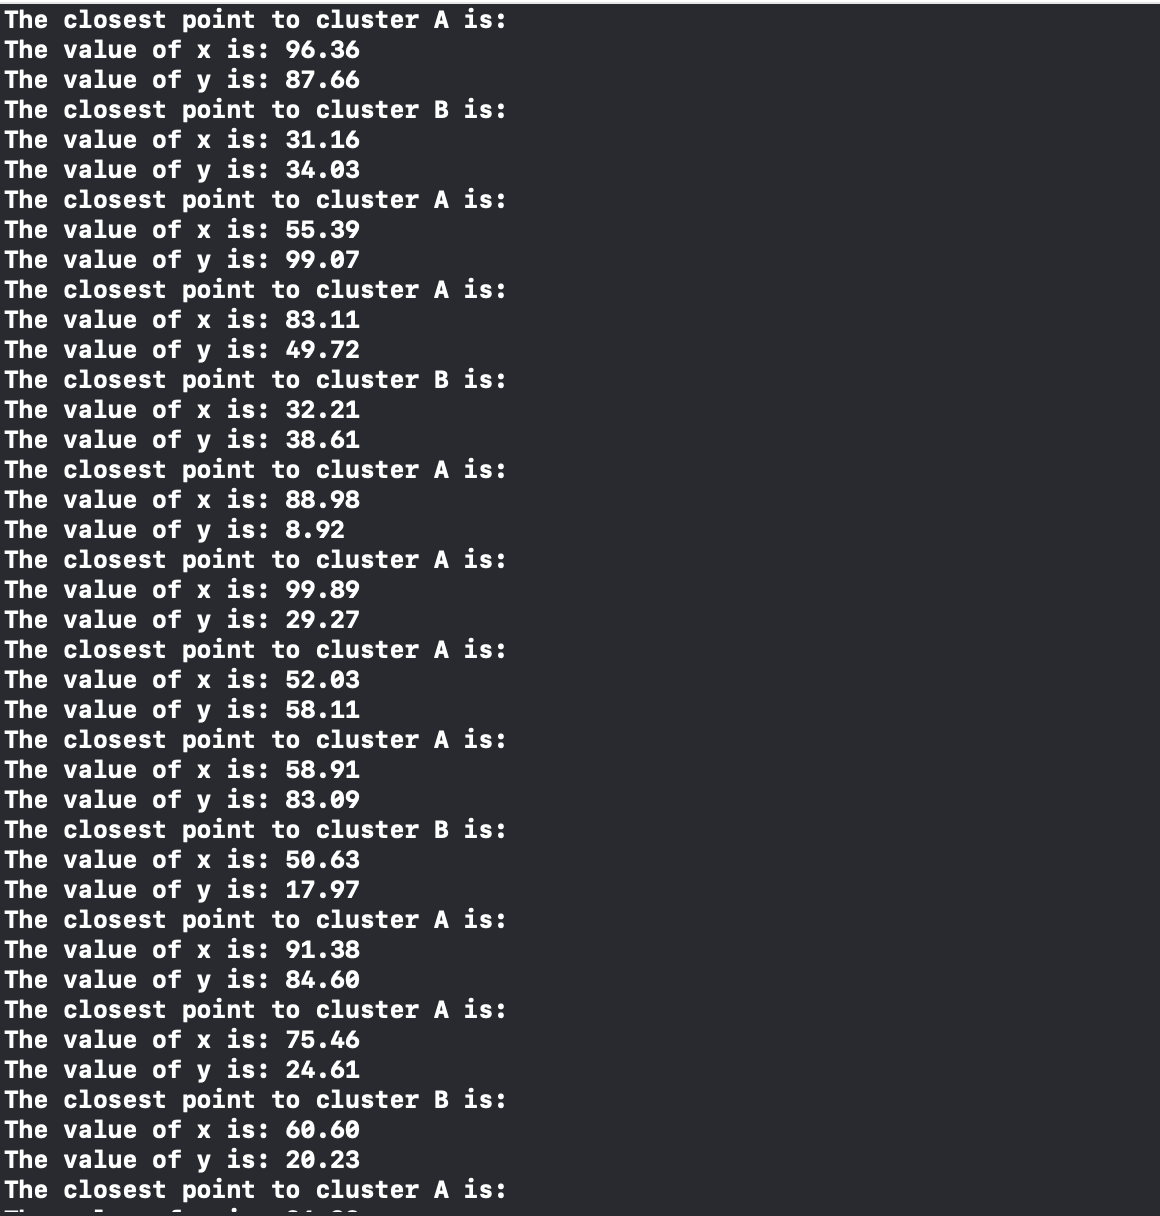 The closest point to cluster A is:
The value of x is: 96.36
The value of y is: 87.66
The closest point to cluster B is:
The value of x is: 31.16
The value of y is: 34.03
The closest point to cluster A is:
The value of x is: 55.39
The value of y is: 99.07
The closest point to cluster A is:
The value of x is: 83.11
The value of y is: 49.72
The closest point to cluster B is:
The value of x is: 32.21
The value of y is: 38.61
The closest point to cluster A is:
The value of x is: 88.98
The value of y is: 8.92
The closest point to cluster A is:
The value of x is: 99.89
The value of y is: 29.27
The closest point to cluster A is:
The value of x is: 52.03
The value of y is: 58.11
The closest point to cluster A is:
The value of x is: 58.91
The value of y is: 83.09
The closest point to cluster B is:
The value of x is: 50.63
The value of y is: 17.97
The closest point to cluster A is:
The value of x is: 91.38
The value of y is: 84.60
The closest point to cluster A is:
The value of x is: 75.46
The value of y is: 24.61
The closest point to cluster B is:
The value of x is: 60.60
The value of y is: 20.23
The closest point to cluster A is: